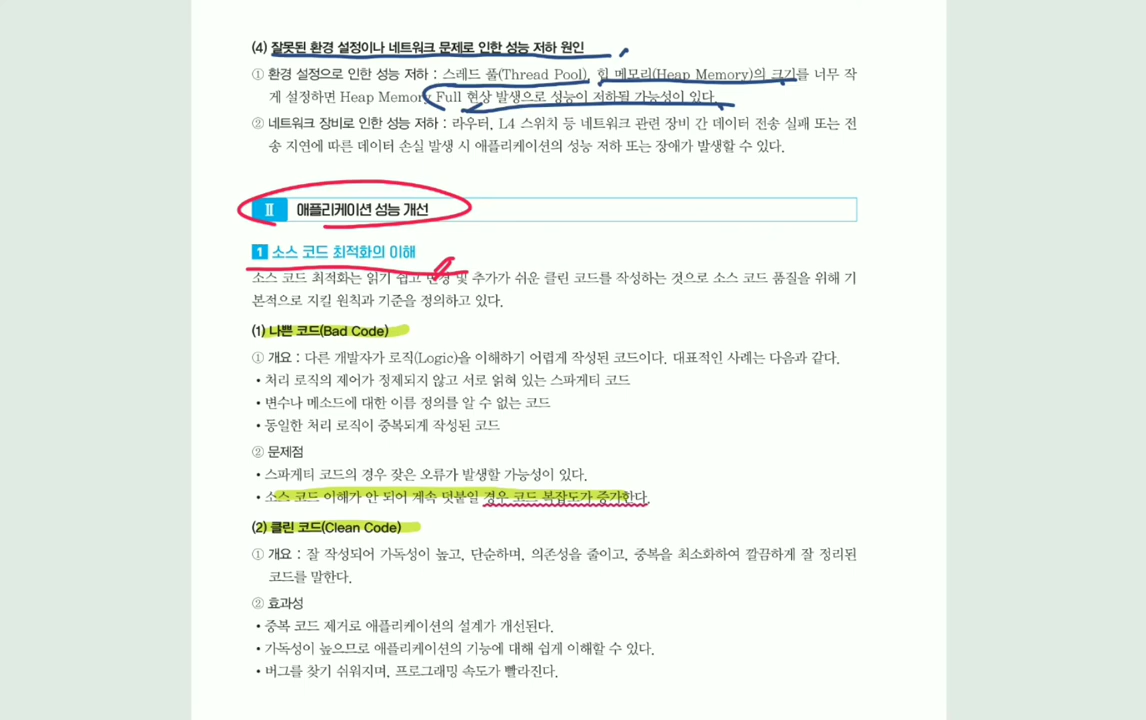 (4) 잘못된 환경 설정이나 네트워크 문제로 인한 성능 저하 원인
① 환경 설정으로 인한 성능 저하 : 스레드 풀(Thread Pool), 힙 메모리(Heap Memory)의 크기를 너무 작
게 설정하면 Heap Memory Full 현상 발생으로 성능이 저하될 가능성이 있다.
② 네트워크 장비로 인한 성능 저하 : 라우터, L4 스위치 등 네트워크 관련 장비 간 데이터 전송 실패 또는 전
송 지연에 따른 데이터 손실 발생 시 애플리케이션의 성능 저하 또는 장애가 발생할 수 있다.
Ⅱ 애플리케이션 성능 개선
1 소스 코드 최적화의 이해
소스 코드 최적화는 읽기 쉽고 변경 및 추가가 쉬운 클린 코드를 작성하는 것으로 소스 코드 품질을 위해 기
본적으로 지킬 원칙과 기준을 정의하고 있다.
(1) 나쁜 코드(Bad Code)
① 개요 : 다른 개발자가 로직(Logic)을 이해하기 어렵게 작성된 코드이다. 대표적인 사례는 다음과 같다.
• 처리 로직의 제어가 정제되지 않고 서로 얽혀 있는 스파게티 코드
• 변수나 메소드에 대한 이름 정의를 알 수 없는 코드
• 동일한 처리 로직이 중복되게 작성된 코드
② 문제점
• 스파게티 코드의 경우 잦은 오류가 발생할 가능성이 있다.
• 소스 코드 이해가 안 되어 계속 덧붙일 경우 코드 복잡도가 증가한다.
(2) 클린 코드(Clean Code)
① 개요 : 잘 작성되어 가독성이 높고, 단순하며, 의존성을 줄이고, 중복을 최소화하여 깔끔하게 잘 정리된
코드를 말한다.
② 효과성
• 중복 코드 제거로 애플리케이션의 설계가 개선된다.
• 가독성이 높으므로 애플리케이션의 기능에 대해 쉽게 이해할 수 있다.
• 버그를 찾기 쉬워지며, 프로그래밍 속도가 빨라진다.